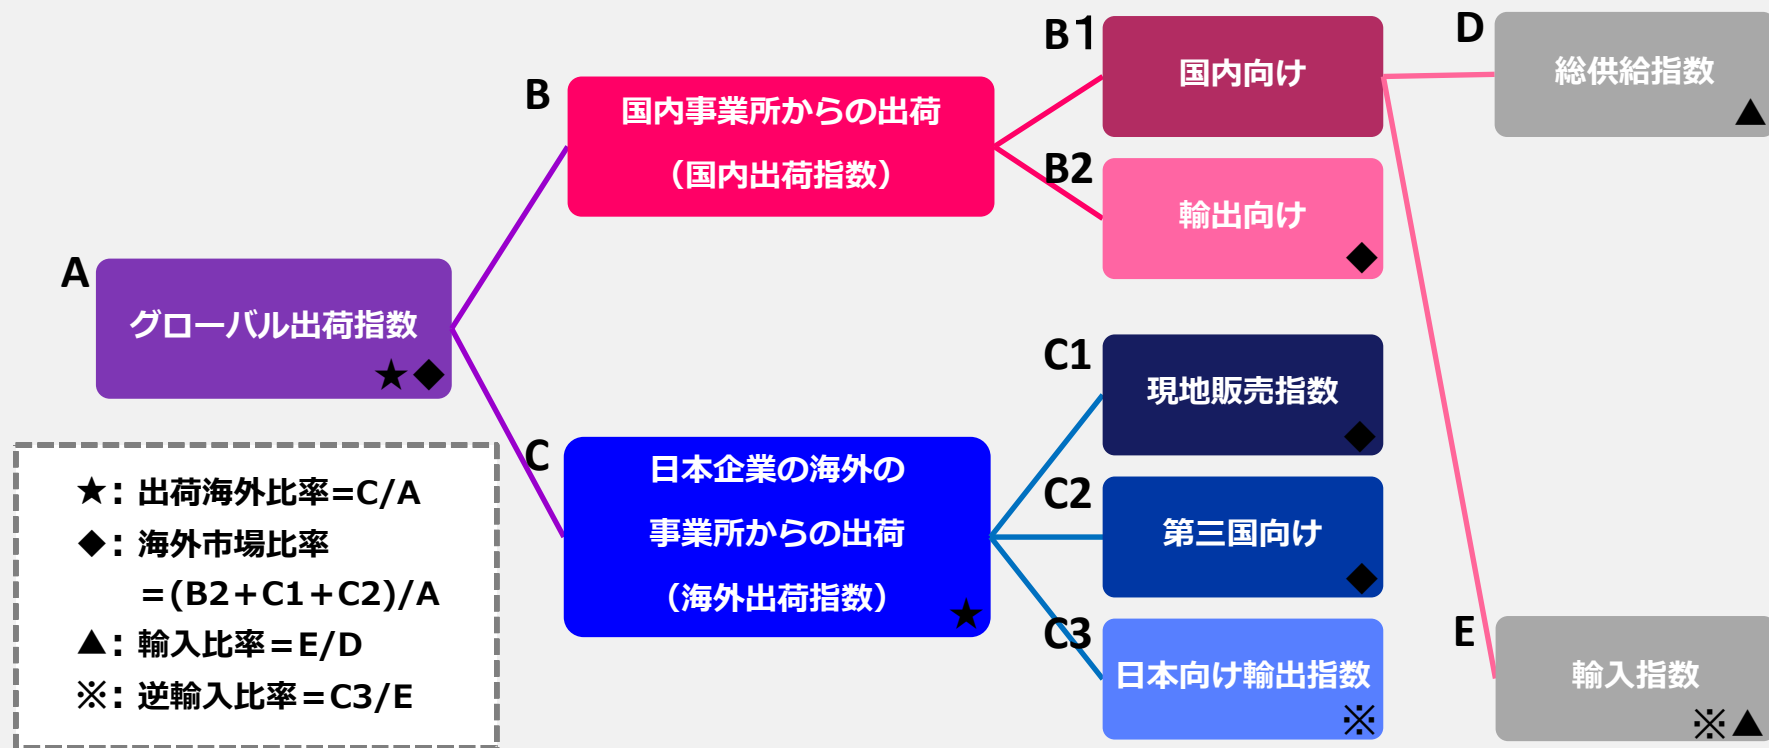 A
グローバル出荷指数
★◆
B
国内事業所からの出荷
（国内出荷指数）
B1
国内向け
B2
輸出向け
◆
C
日本企業の海外の
事業所からの出荷
（海外出荷指数）
★
C1
現地販売指数
◆
C2
第三国向け
◆
C3
日本向け輸出指数
※
D
総供給指数
▲
E
輸入指数
※▲
★：出荷海外比率=C/A
◆：海外市場比率
=(B2+C1+C2)/A
▲：輸入比率=E/D
※：逆輸入比率=C3/E